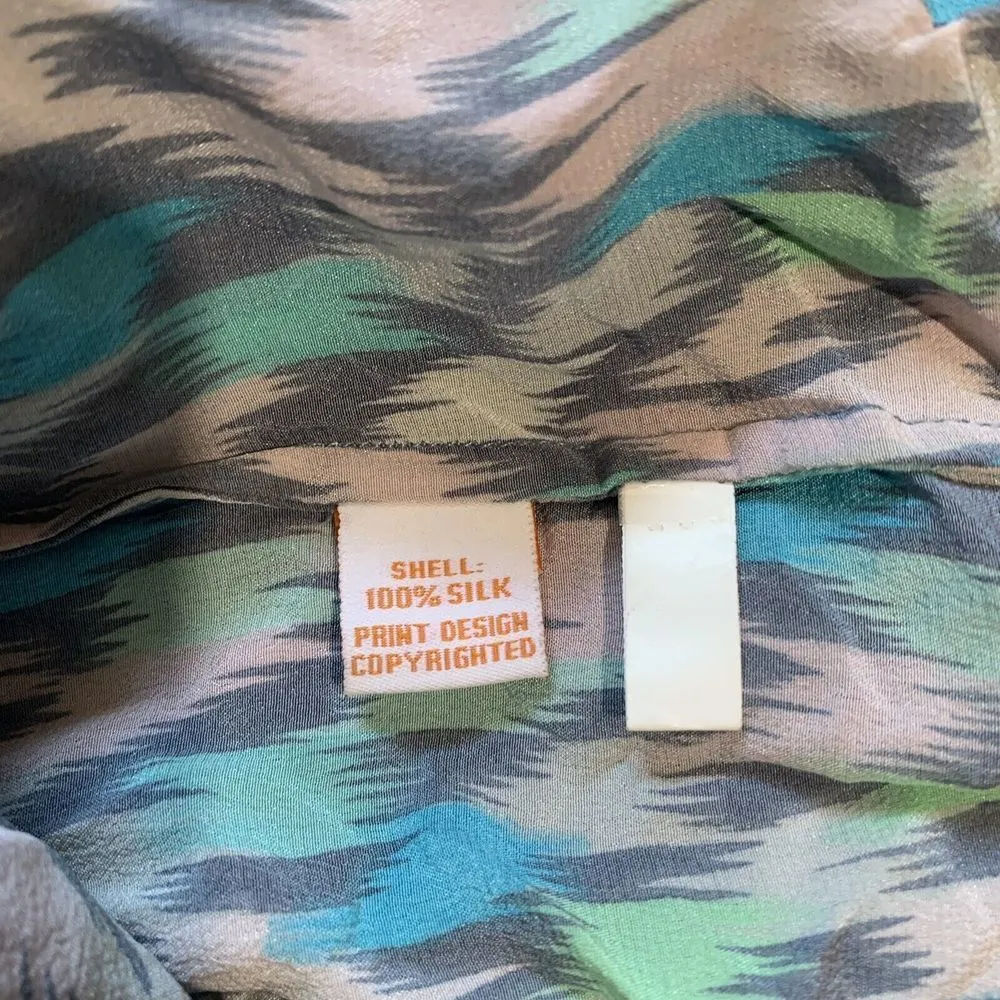 SHELL:
100% SILK
PRINT DESIGN
COPYRIGHTED